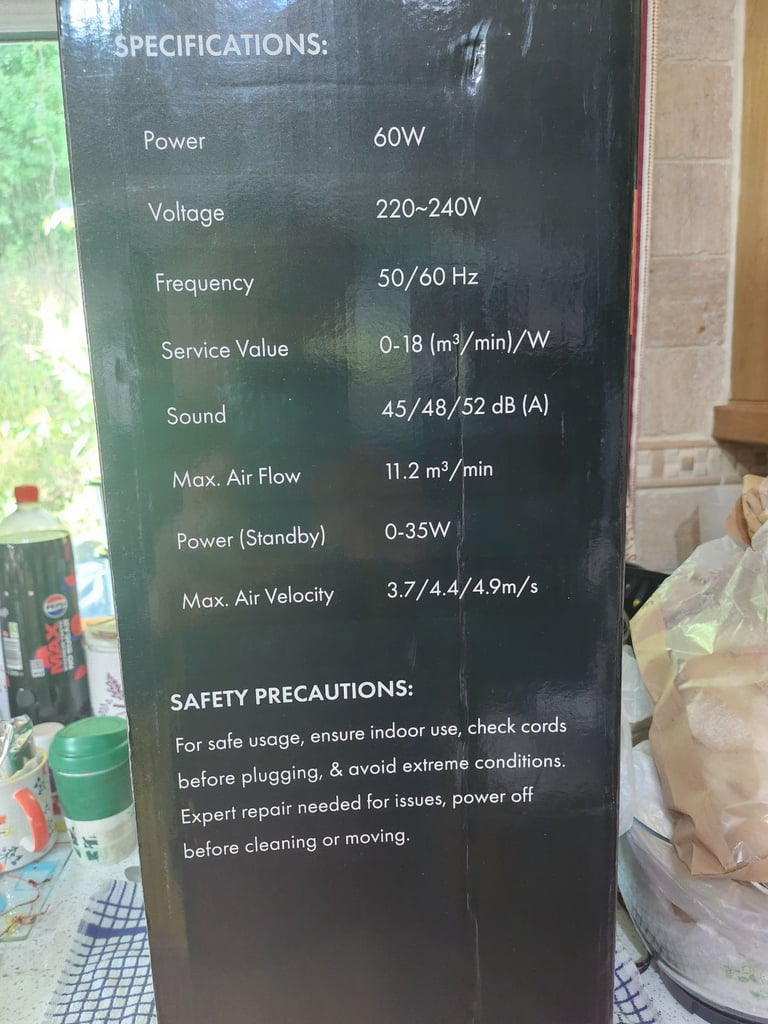 SPECIFICATIONS:
Power 60W
Voltage 220~240V
Frequency 50/60 Hz
Service Value 0-18 (m³/min)/W
Sound 45/48/52 dB (A)
Max. Air Flow 11.2 m³/min
Power (Standby) 0-35W
Max. Air Velocity 3.7/4.4/4.9m/s
SAFETY PRECAUTIONS:
For safe usage, ensure indoor use, check cords
before plugging, & avoid extreme conditions.
Expert repair needed for issues, power off
before cleaning or moving.
PEPSI
MAX